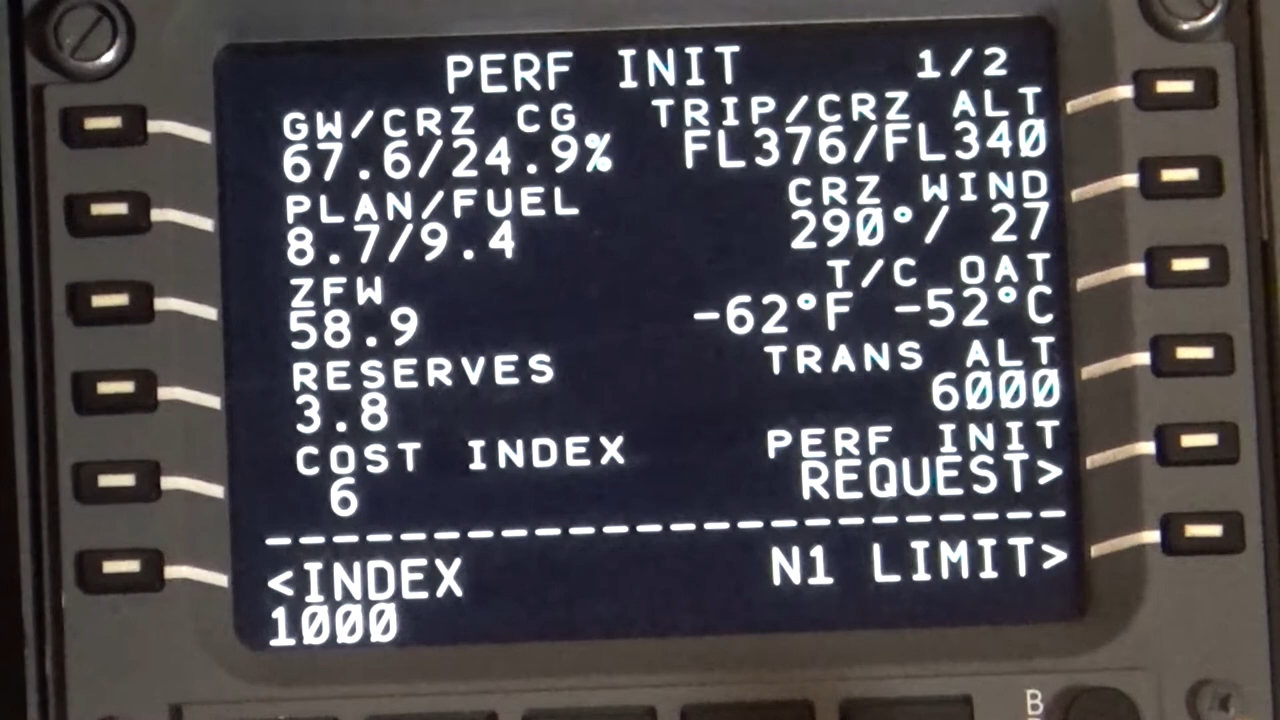 PERF INIT 1/2
GW/CRZ CG TRIP/CRZ ALT
67.6/24.9% FL376/FL340
PLAN/FUEL CRZ WIND
8.7/9.4 290°/ 27
ZFW T/C OAT
58.9 -62°F -52°C
RESERVES TRANS ALT
3.8 6000
COST INDEX PERF INIT
6 REQUEST>
--------------------------
<INDEX N1 LIMIT>
1000
B